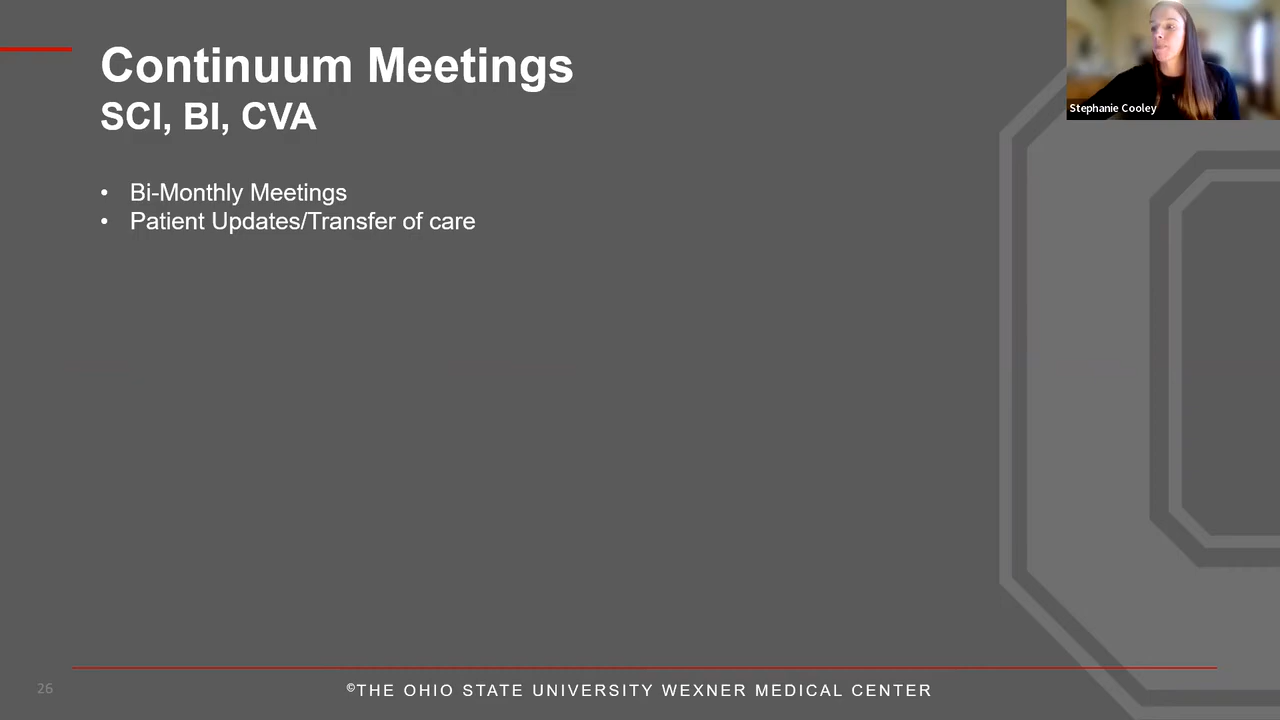 Continuum Meetings
SCI, BI, CVA
• Bi-Monthly Meetings
• Patient Updates/Transfer of care
Stephanie Cooley
26
©THE OHIO STATE UNIVERSITY WEXNER MEDICAL CENTER